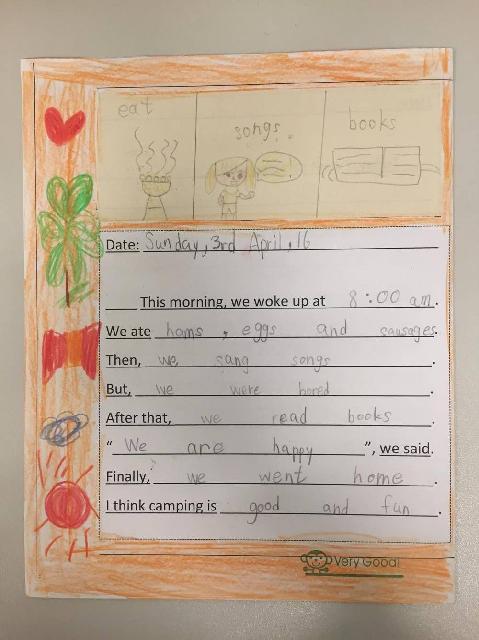 eat
songs.
books
Date: Sunday, 3rd April, 16
This morning, we woke up at 8:00 am.
We ate hams, eggs and sausages.
Then, we sang songs.
But, we were bored.
After that, we read books.
"We are happy", we said.
Finally, we went home.
I think camping is good and fun.
Very Good!